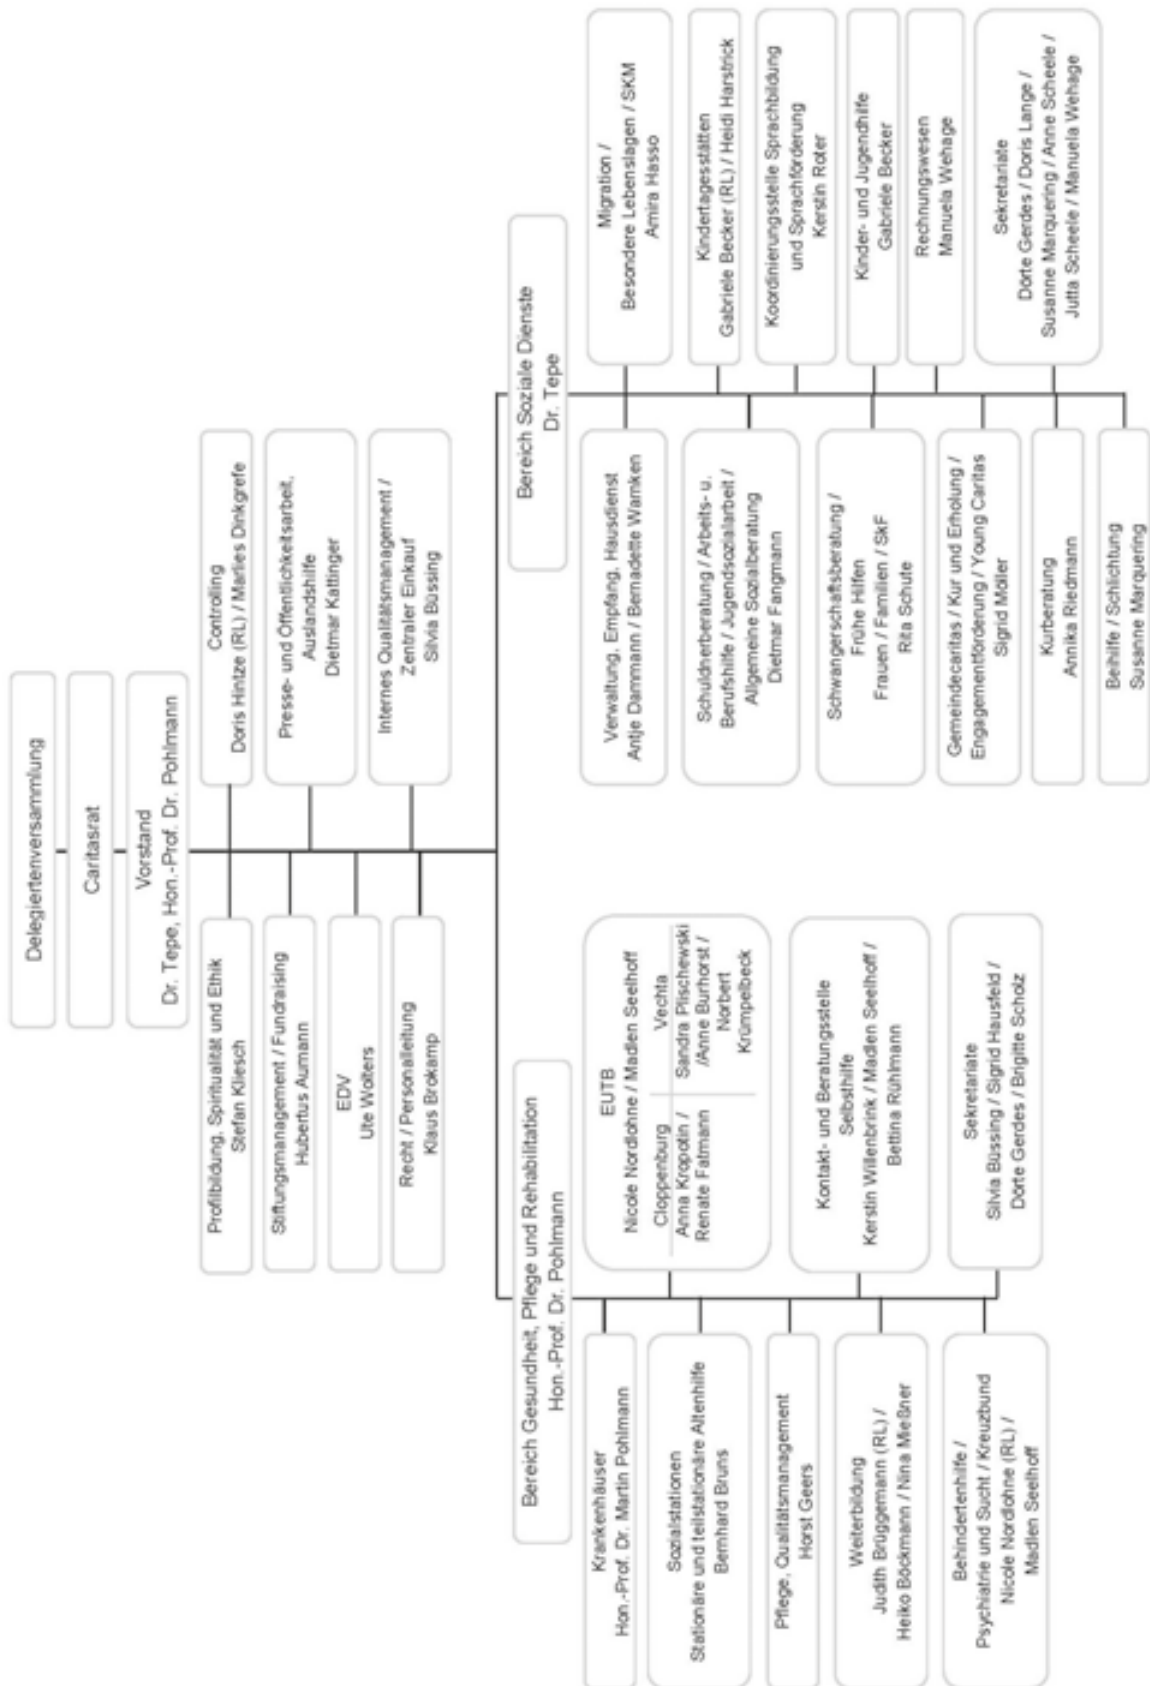 Delegiertenversammlung
Caritasrat
Vorstand
Dr. Tepe, Hon.-Prof. Dr. Pohlmann
Profilbildung, Spiritualität und Ethik
Stefan Kliesch
Controlling
Doris Hintze (RL) / Marlies Dinkgrefe
Stiftungsmanagement / Fundraising
Hubertus Aumann
Presse- und Öffentlichkeitsarbeit,
Auslandshilfe
Dietmar Kattinger
EDV
Ute Wolters
Internes Qualitätsmanagement /
Zentraler Einkauf
Silvia Büssing
Recht / Personalleitung
Klaus Brokamp
Bereich Gesundheit, Pflege und Rehabilitation
Hon.-Prof. Dr. Pohlmann
Krankenhäuser
Hon.-Prof. Dr. Martin Pohlmann
Sozialstationen
Stationäre und teilstationäre Altenhilfe
Bernhard Bruns
Pflege, Qualitätsmanagement
Horst Geers
Weiterbildung
Judith Brüggemann (RL) /
Heiko Böckmann / Nina Mießner
Behindertenhilfe /
Psychiatrie und Sucht / Kreuzbund
Nicole Nordlohne (RL) /
Madlen Seelhoff
EUTB
Nicole Nordlohne / Madlen Seelhoff
Cloppenburg
Anna Kropotin /
Renate Fatmann
Vechta
Sandra Plischewski
/Anne Burhorst /
Norbert
Krümpelbeck
Kontakt- und Beratungsstelle
Selbsthilfe
Kerstin Willenbrink / Madlen Seelhoff /
Bettina Rühlmann
Sekretariate
Silvia Büssing / Sigrid Hausfeld /
Dörte Gerdes / Brigitte Scholz
Bereich Soziale Dienste
Dr. Tepe
Verwaltung, Empfang, Hausdienst
Antje Dammann / Bernadette Warnken
Schuldnerberatung / Arbeits- u.
Berufshilfe / Jugendsozialarbeit /
Allgemeine Sozialberatung
Dietmar Fangmann
Schwangerschaftsberatung /
Frühe Hilfen
Frauen / Familien / SkF
Rita Schute
Gemeindecaritas / Kur und Erholung /
Engagementförderung / Young Caritas
Sigrid Möller
Kurberatung
Annika Riedmann
Beihilfe / Schlichtung
Susanne Marquering
Migration /
Besondere Lebenslagen / SKM
Amira Hasso
Kindertagesstätten
Gabriele Becker (RL) / Heidi Harstrick
Koordinierungsstelle Sprachbildung
und Sprachförderung
Kerstin Roter
Kinder- und Jugendhilfe
Gabriele Becker
Rechnungswesen
Manuela Wehage
Sekretariate
Dörte Gerdes / Doris Lange /
Susanne Marquering / Anne Scheele /
Jutta Scheele / Manuela Wehage